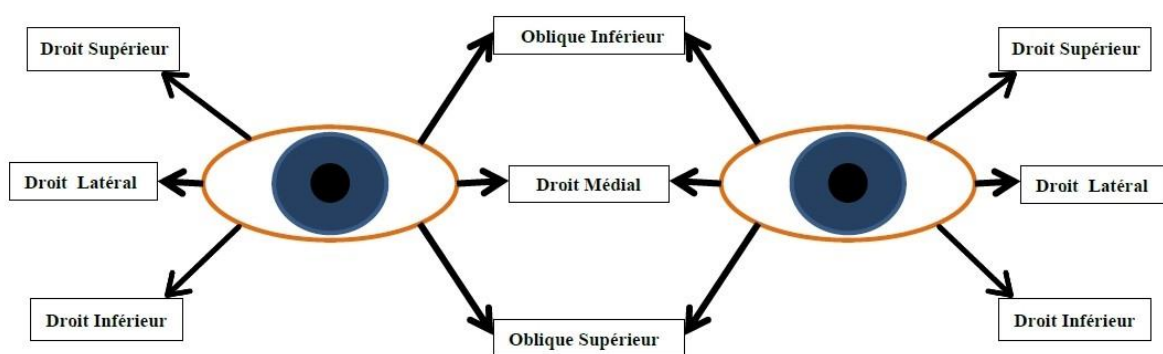 Droit Supérieur
Oblique Inférieur
Droit Supérieur
Droit Latéral
Droit Médial
Droit Latéral
Droit Inférieur
Oblique Supérieur
Droit Inférieur